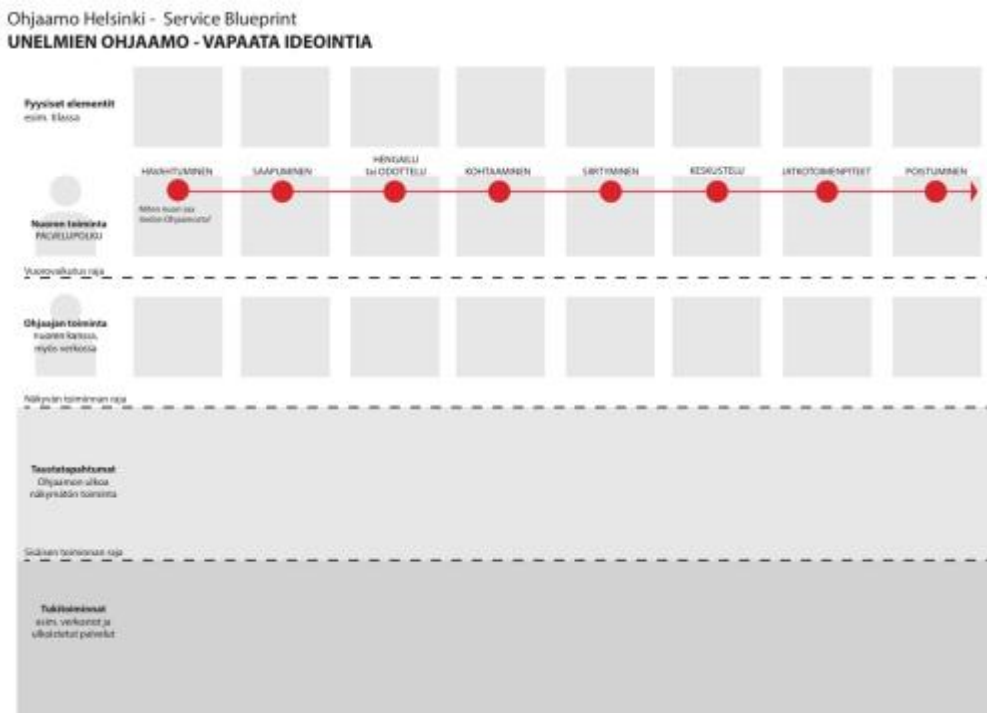 Ohjaamo Helsinki - Service Blueprint
UNELMIEN OHJAAMO - VAPAATA IDEOINTIA
Fyysiset elementit
esim. tilassa
HAVAHTUMINEN
SAAPUMINEN
HENGAILU
tai ODOTTELU
KOHTAAMINEN
SIIRTYMINEN
KESKUSTELU
JATKOTOIMENPITEET
POISTUMINEN
Miten nuori saa
tiedon Ohjaamosta?
Nuoren toiminta
PALVELUPOLKU
Vuorovaikutus raja
Ohjaajan toiminta
nuoren kanssa,
myös verkossa
Näkyvän toiminnan raja
Taustatapahtumat
Ohjaamon ulkoa
näkymätön toiminta
Sisäisen toiminnan raja
Tukitoiminnat
esim. verkostot ja
ulkoistetut palvelut